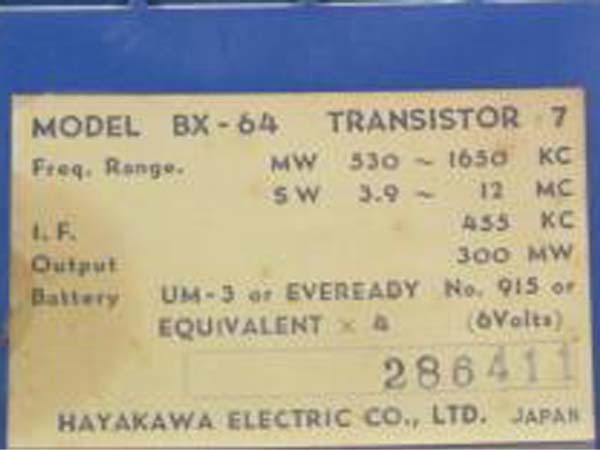 MODEL BX-64 TRANSISTOR 7
Freq. Range. MW 530 ~ 1650 KC
SW 3.9 ~ 12 MC
I.F. 455 KC
Output 300 MW
Battery UM-3 or EVEREADY No. 915 or
EQUIVALENT × 4 (6Volts)
286411
HAYAKAWA ELECTRIC CO., LTD. JAPAN